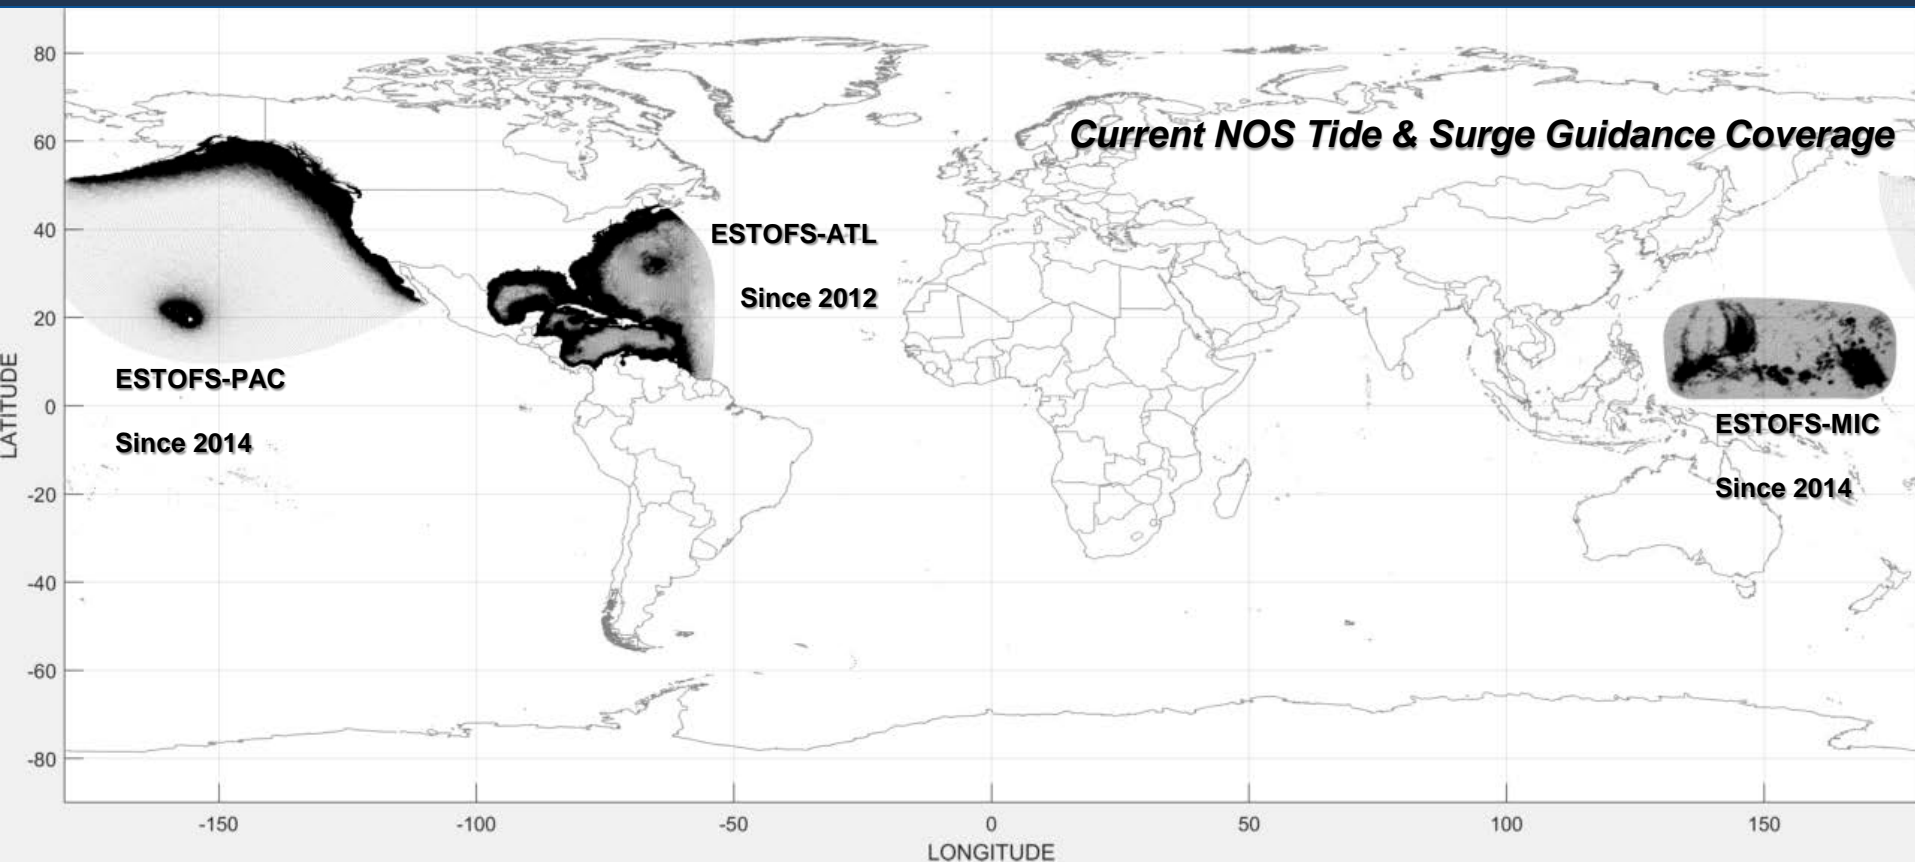 Current NOS Tide & Surge Guidance Coverage
ESTOFS-ATL
Since 2012
ESTOFS-PAC
Since 2014
ESTOFS-MIC
Since 2014
80
60
40
20
0
-20
-40
-60
-80
LATITUDE
-150
-100
-50
0
50
100
150
LONGITUDE